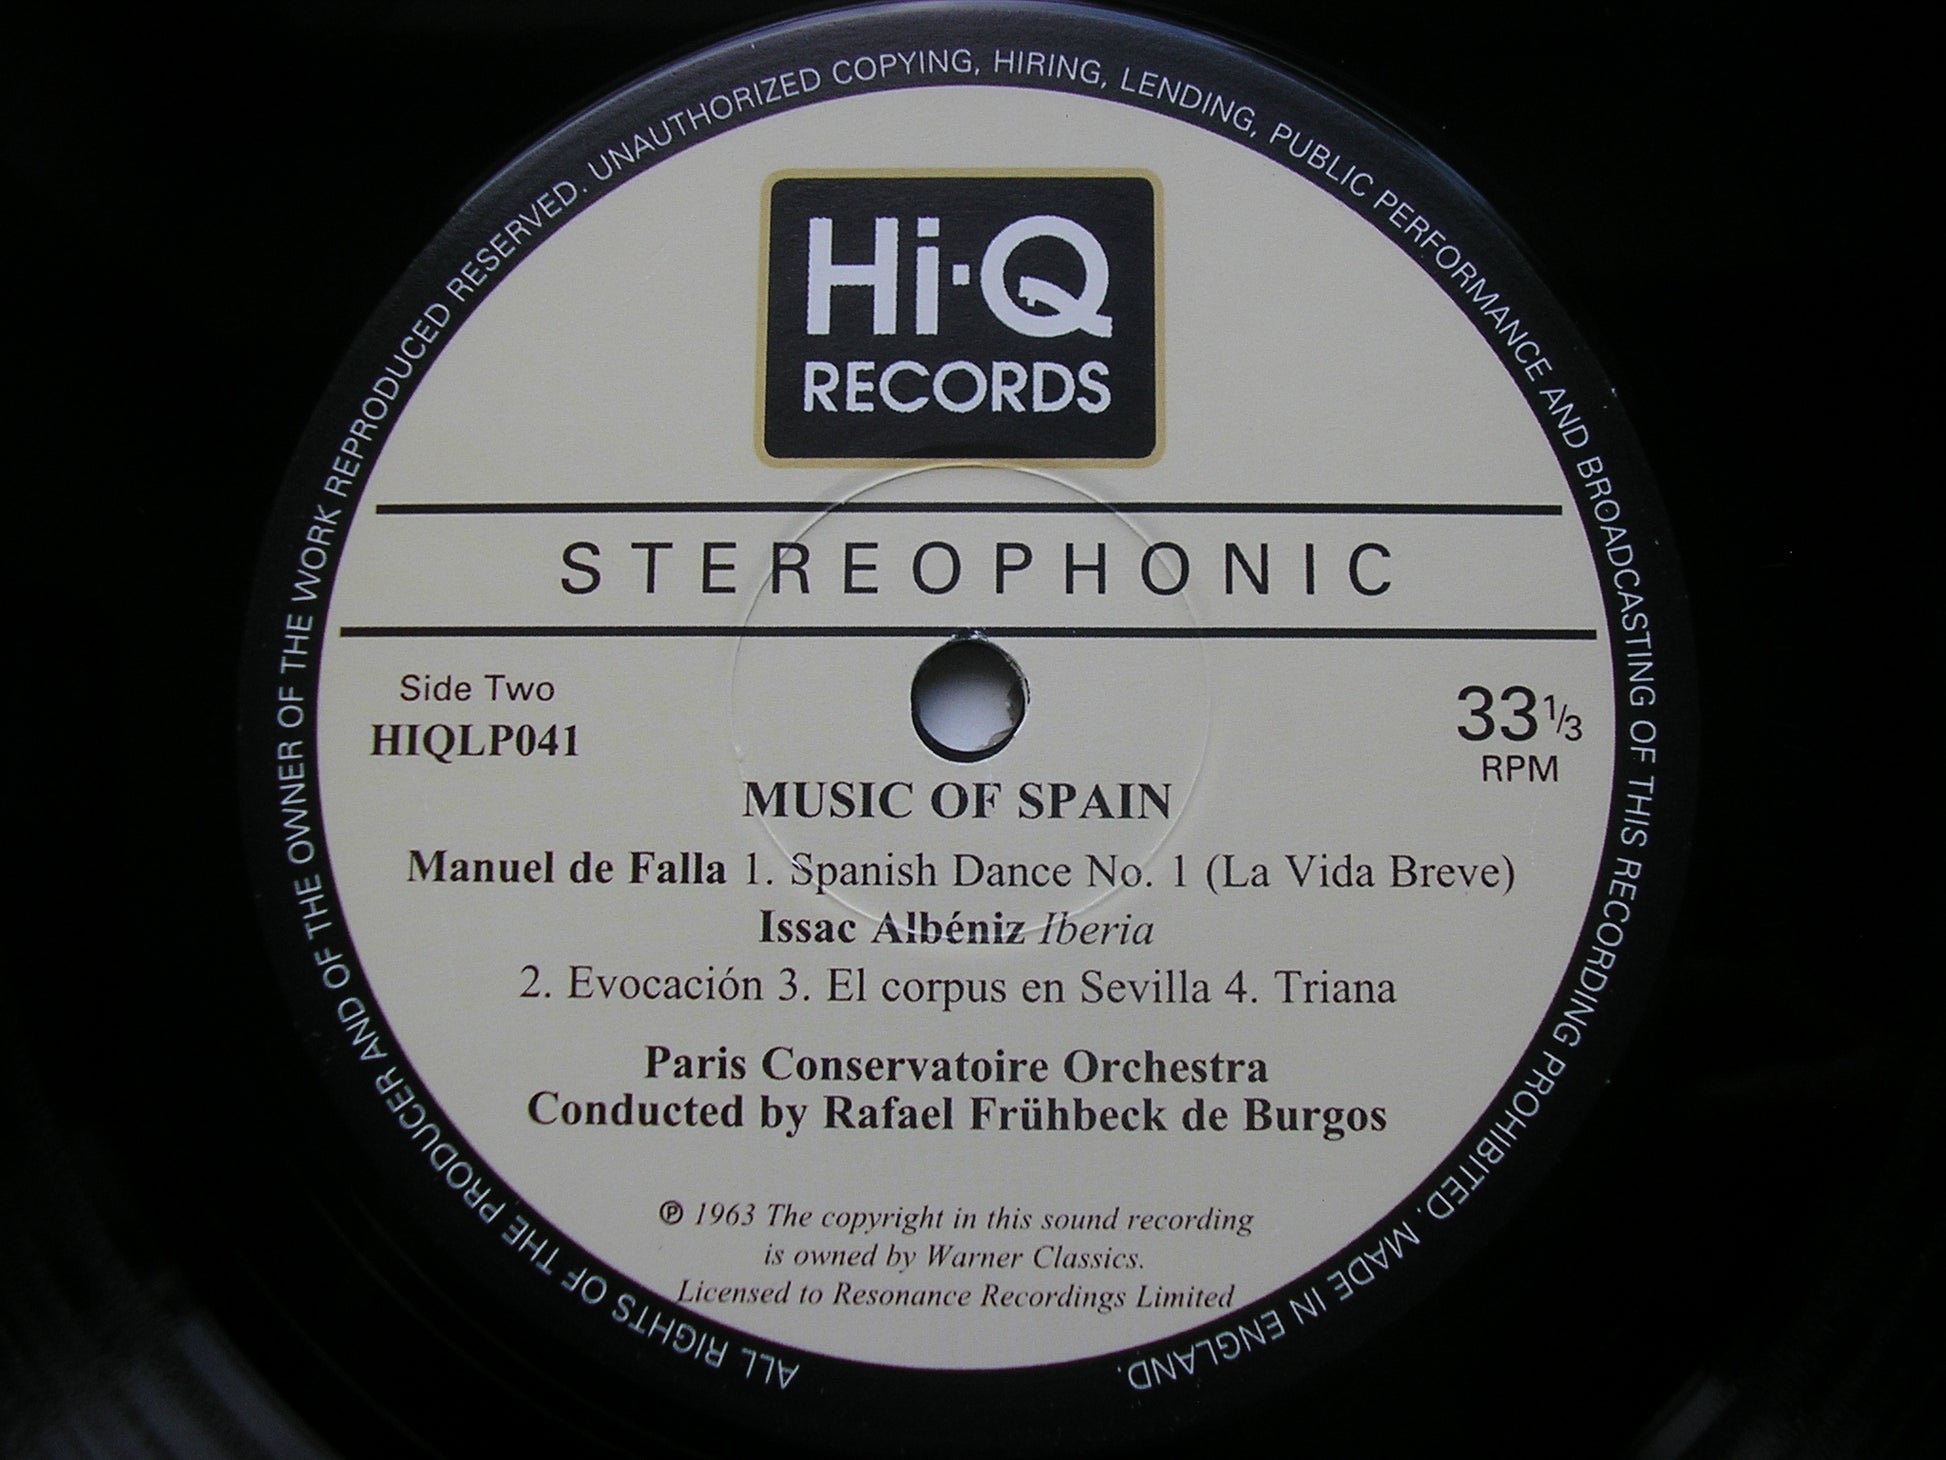 Hi-Q
RECORDS
STEREOPHONIC
Side Two
HIQLP041
33 1/3
RPM
MUSIC OF SPAIN
Manuel de Falla 1. Spanish Dance No. 1 (La Vida Breve)
Issac Albéniz Iberia
2. Evocación 3. El corpus en Sevilla 4. Triana
Paris Conservatoire Orchestra
Conducted by Rafael Frühbeck de Burgos
℗ 1963 The copyright in this sound recording
is owned by Warner Classics.
Licensed to Resonance Recordings Limited
ALL RIGHTS OF THE PRODUCER AND OF THE OWNER OF THE WORK REPRODUCED RESERVED. UNAUTHORIZED COPYING, HIRING, LENDING, PUBLIC PERFORMANCE AND BROADCASTING OF THIS RECORDING PROHIBITED. MADE IN ENGLAND.